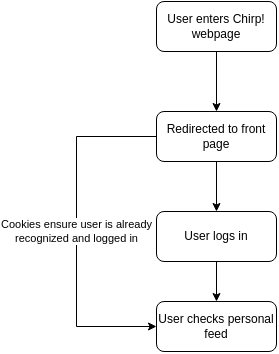 User enters Chirp!
webpage
Redirected to front
page
Cookies ensure user is already
recognized and logged in
User logs in
User checks personal
feed